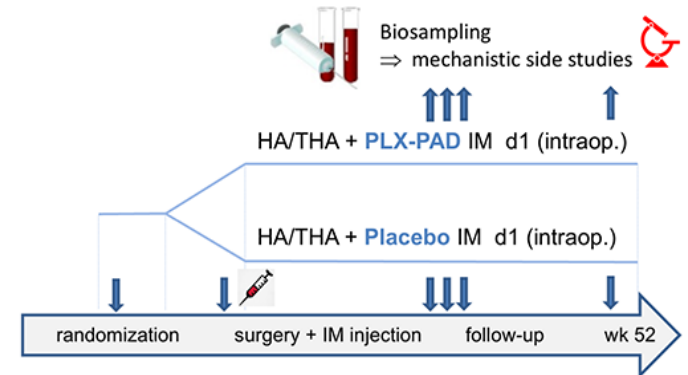 Biosampling
⇒ mechanistic side studies
HA/THA + PLX-PAD IM d1 (intraop.)
HA/THA + Placebo IM d1 (intraop.)
randomization surgery + IM injection follow-up wk 52